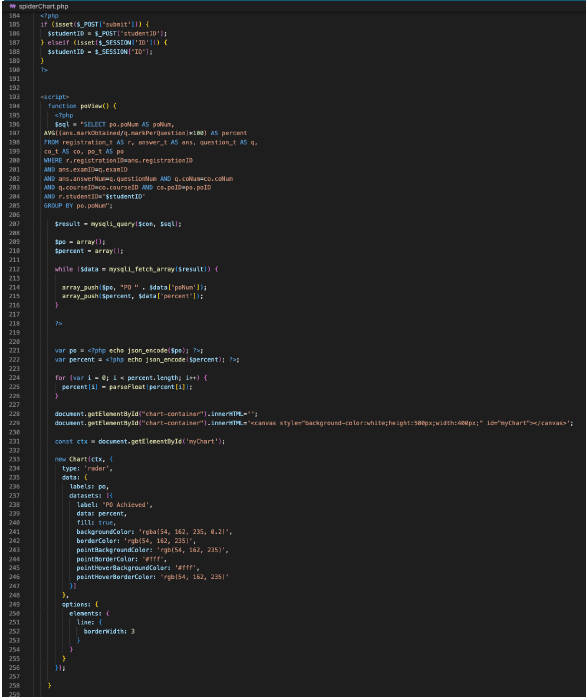 spiderChart.php
184 <?php
185 if (isset($_POST['submit'])) {
186 $studentID = $_POST['studentID'];
187 } elseif (isset($_SESSION['ID'])) {
188 $studentID = $_SESSION['ID'];
189 }
190 ?>
191
192
193 <script>
194 function poView() {
195 <?php
196 $sql = "SELECT po.poNum AS poNum,
197 AVG((ans.markObtained/q.markPerQuestion)*100) AS percent
198 FROM registration_t AS r, answer_t AS ans, question_t AS q,
199 co_t AS co, po_t AS po
200 WHERE r.registrationID=ans.registrationID
201 AND ans.examID=q.examID
202 AND ans.answerNum=q.questionNum AND q.coNum=co.coNum
203 AND q.courseID=co.courseID AND co.poID=po.poID
204 AND r.studentID='$studentID'
205 GROUP BY po.poNum";
206
207 $result = mysqli_query($con, $sql);
208
209 $po = array();
210 $percent = array();
211
212 while ($data = mysqli_fetch_array($result)) {
213
214 array_push($po, "PO " . $data['poNum']);
215 array_push($percent, $data['percent']);
216 }
217
218 ?>
219
220
221 var po = <?php echo json_encode($po); ?>;
222 var percent = <?php echo json_encode($percent); ?>;
223
224 for (var i = 0; i < percent.length; i++) {
225 percent[i] = parseFloat(percent[i]);
226 }
227
228 document.getElementById("chart-container").innerHTML='';
229 document.getElementById("chart-container").innerHTML='<canvas style="background-color:white;height:500px;width:400px;" id="myChart"></canvas>';
230
231 const ctx = document.getElementById('myChart');
232
233 new Chart(ctx, {
234 type: 'radar',
235 data: {
236 labels: po,
237 datasets: [{
238 label: 'PO Achieved',
239 data: percent,
240 fill: true,
241 backgroundColor: 'rgba(54, 162, 235, 0.2)',
242 borderColor: 'rgb(54, 162, 235)',
243 pointBackgroundColor: 'rgb(54, 162, 235)',
244 pointBorderColor: '#fff',
245 pointHoverBackgroundColor: '#fff',
246 pointHoverBorderColor: 'rgb(54, 162, 235)'
247 }]
248 },
249 options: {
250 elements: {
251 line: {
252 borderWidth: 3
253 }
254 }
255 }
256 });
257
258 }
259